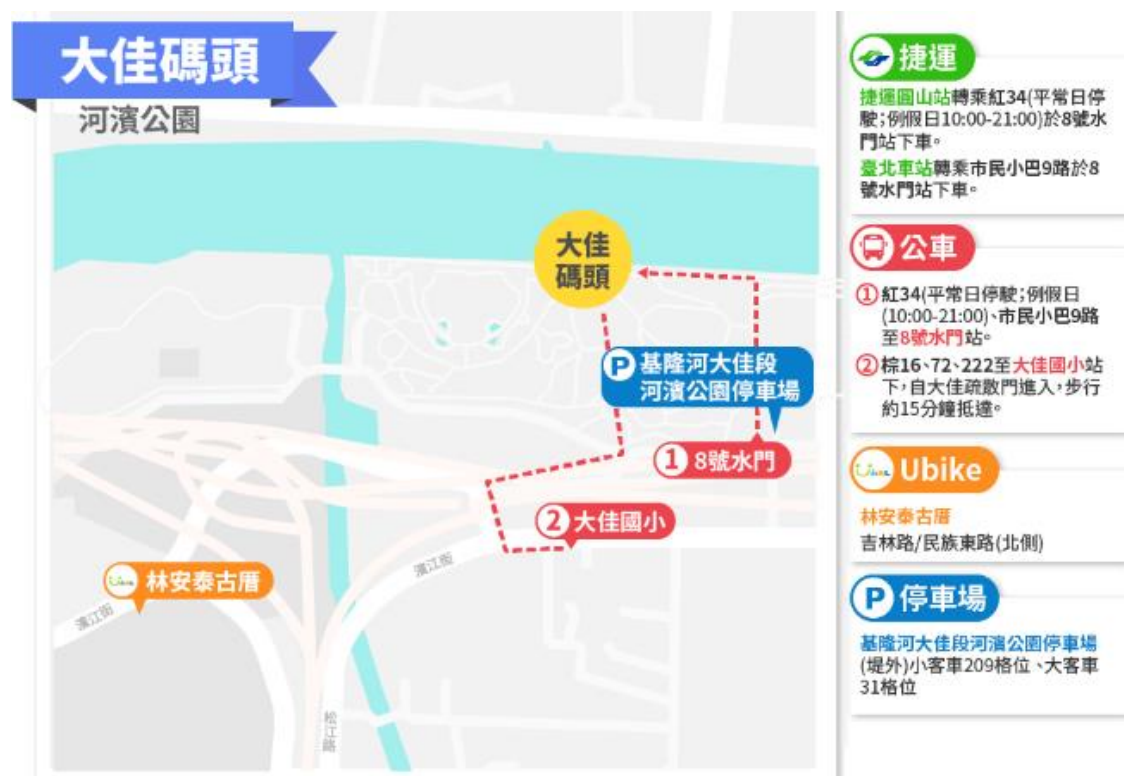 大佳碼頭
河濱公園
大佳
碼頭
P 基隆河大佳段
河濱公園停車場
1 8號水門
2 大佳國小
濱江街
林安泰古厝
濱江街
松江路
捷運
捷運圓山站轉乘紅34(平常日停
駛;例假日10:00-21:00)於8號水
門站下車。
臺北車站轉乘市民小巴9路於8
號水門站下車。
公車
① 紅34(平常日停駛;例假日
(10:00-21:00)、市民小巴9路
至8號水門站。
② 棕16、72、222至大佳國小站
下,自大佳疏散門進入,步行
約15分鐘抵達。
Ubike
林安泰古厝
吉林路/民族東路(北側)
P 停車場
基隆河大佳段河濱公園停車場
(堤外)小客車209格位、大客車
31格位